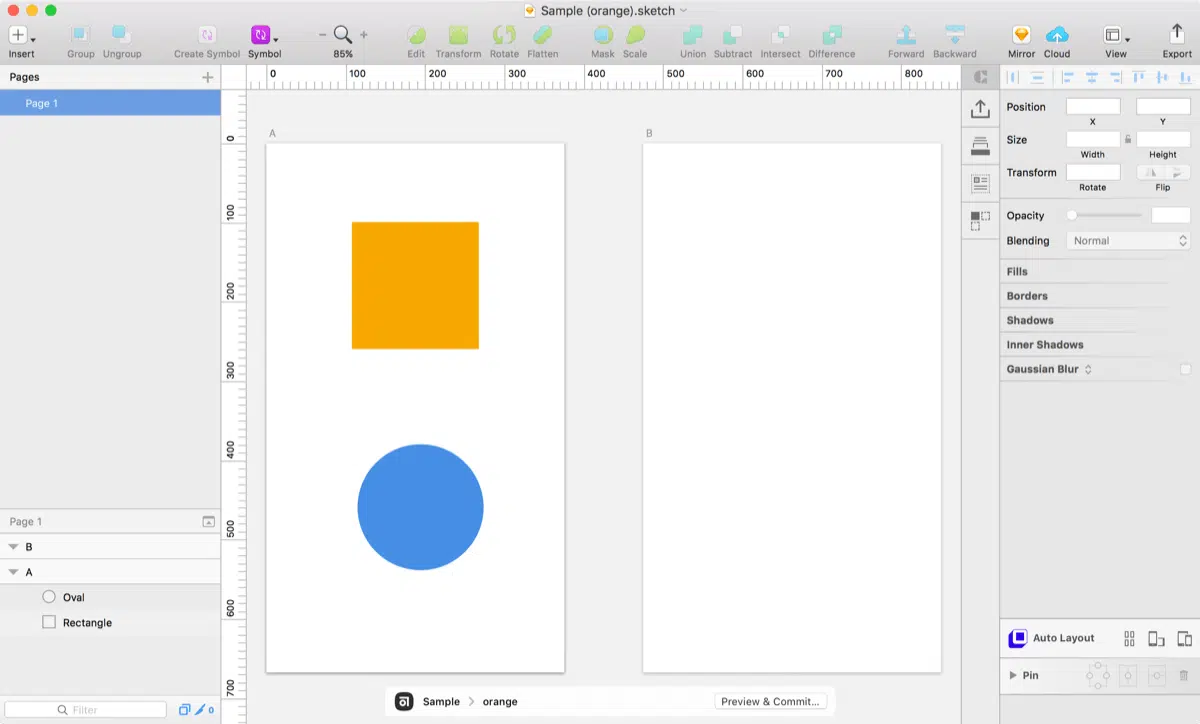 Sample (orange).sketch
Insert
Group
Ungroup
Create Symbol
Symbol
85%
Edit
Transform
Rotate
Flatten
Mask
Scale
Union
Subtract
Intersect
Difference
Forward
Backward
Mirror
Cloud
View
Export
Pages
Page 1
0 100 200 300 400 500 600 700 800
0
100
200
300
400
500
600
700
A
B
Position
X
Y
Size
Width
Height
Transform
Rotate
Flip
Opacity
Blending
Normal
Fills
Borders
Shadows
Inner Shadows
Gaussian Blur
Page 1
B
A
Oval
Rectangle
Filter
0
Sample
orange
Preview & Commit...
Auto Layout
Pin